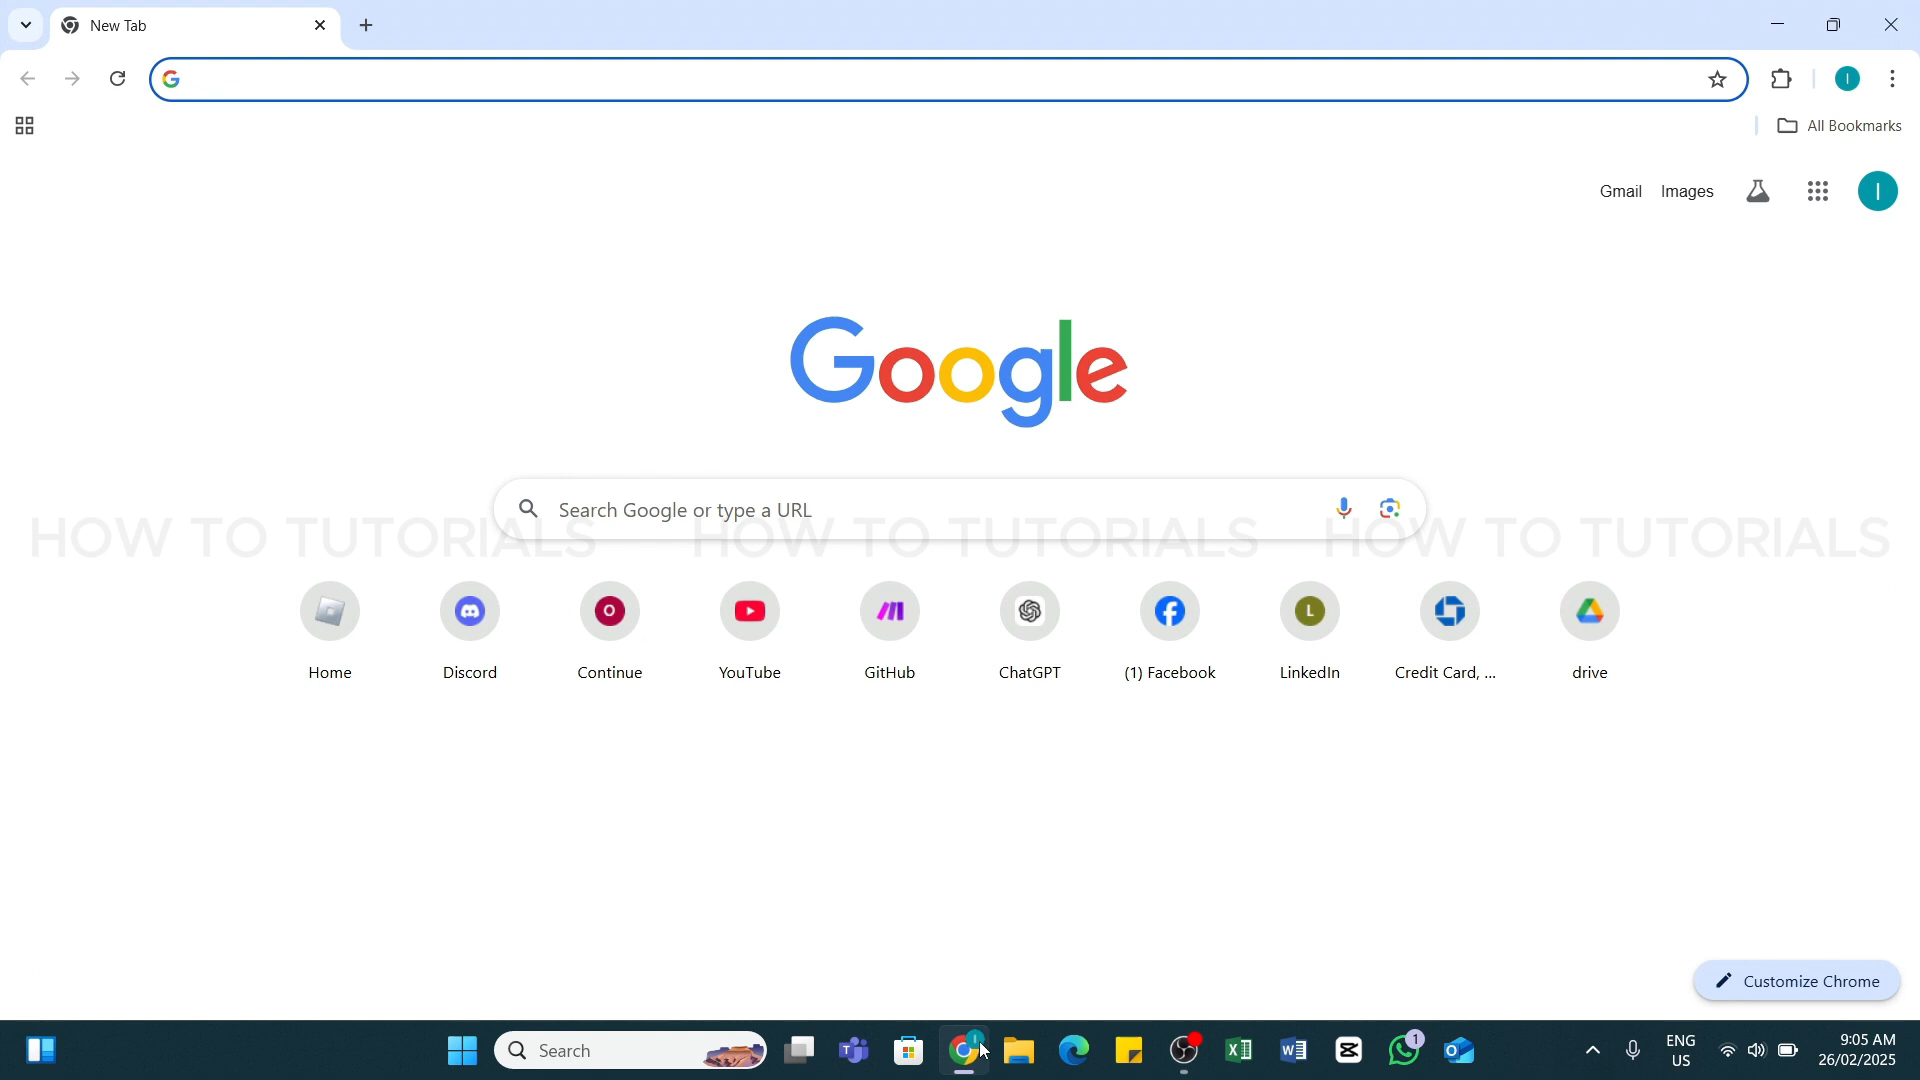 New Tab
All Bookmarks
Gmail Images
I
I
Google
Search Google or type a URL
HOW TO TUTORIALS HOW TO TUTORIALS HOW TO TUTORIALS
O
L
Home Discord Continue YouTube GitHub ChatGPT (1) Facebook LinkedIn Credit Card, ... drive
Customize Chrome
Search
1
ENG
US
9:05 AM
26/02/2025